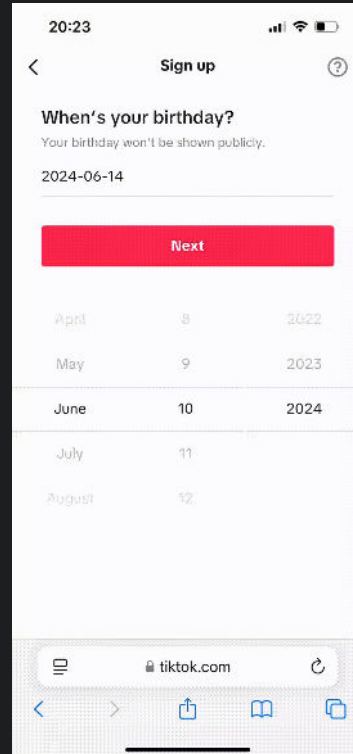 20:23
Sign up
When's your birthday?
Your birthday won't be shown publicly.
2024-06-14
Next
April 8 2022
May 9 2023
June 10 2024
July 11
August 12
tiktok.com